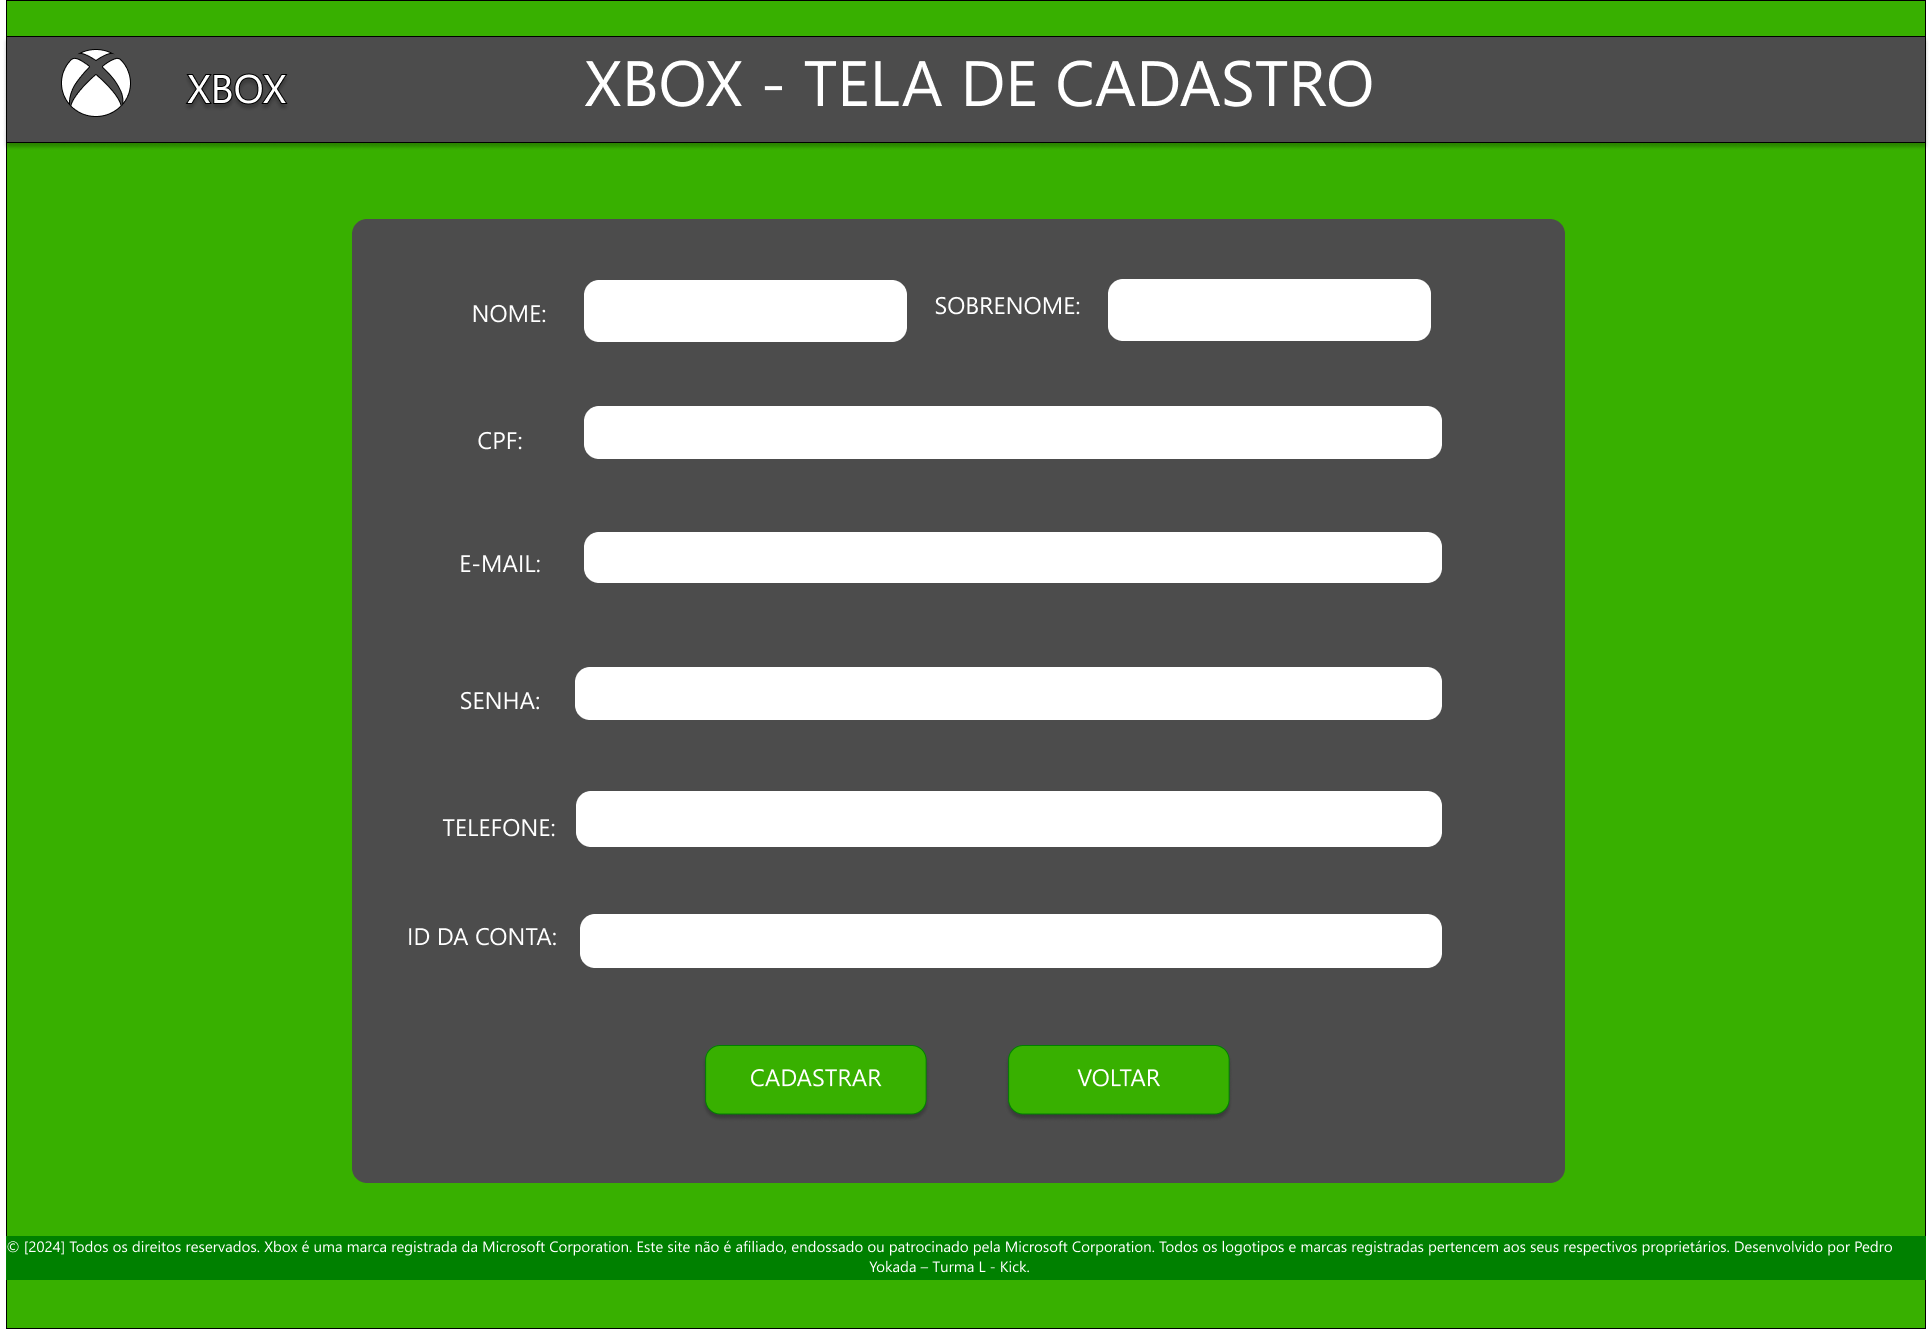 XBOX
XBOX - TELA DE CADASTRO
NOME:
SOBRENOME:
CPF:
E-MAIL:
SENHA:
TELEFONE:
ID DA CONTA:
CADASTRAR
VOLTAR
© [2024] Todos os direitos reservados. Xbox é uma marca registrada da Microsoft Corporation. Este site não é afiliado, endossado ou patrocinado pela Microsoft Corporation. Todos os logotipos e marcas registradas pertencem aos seus respectivos proprietários. Desenvolvido por Pedro
Yokada – Turma L - Kick.